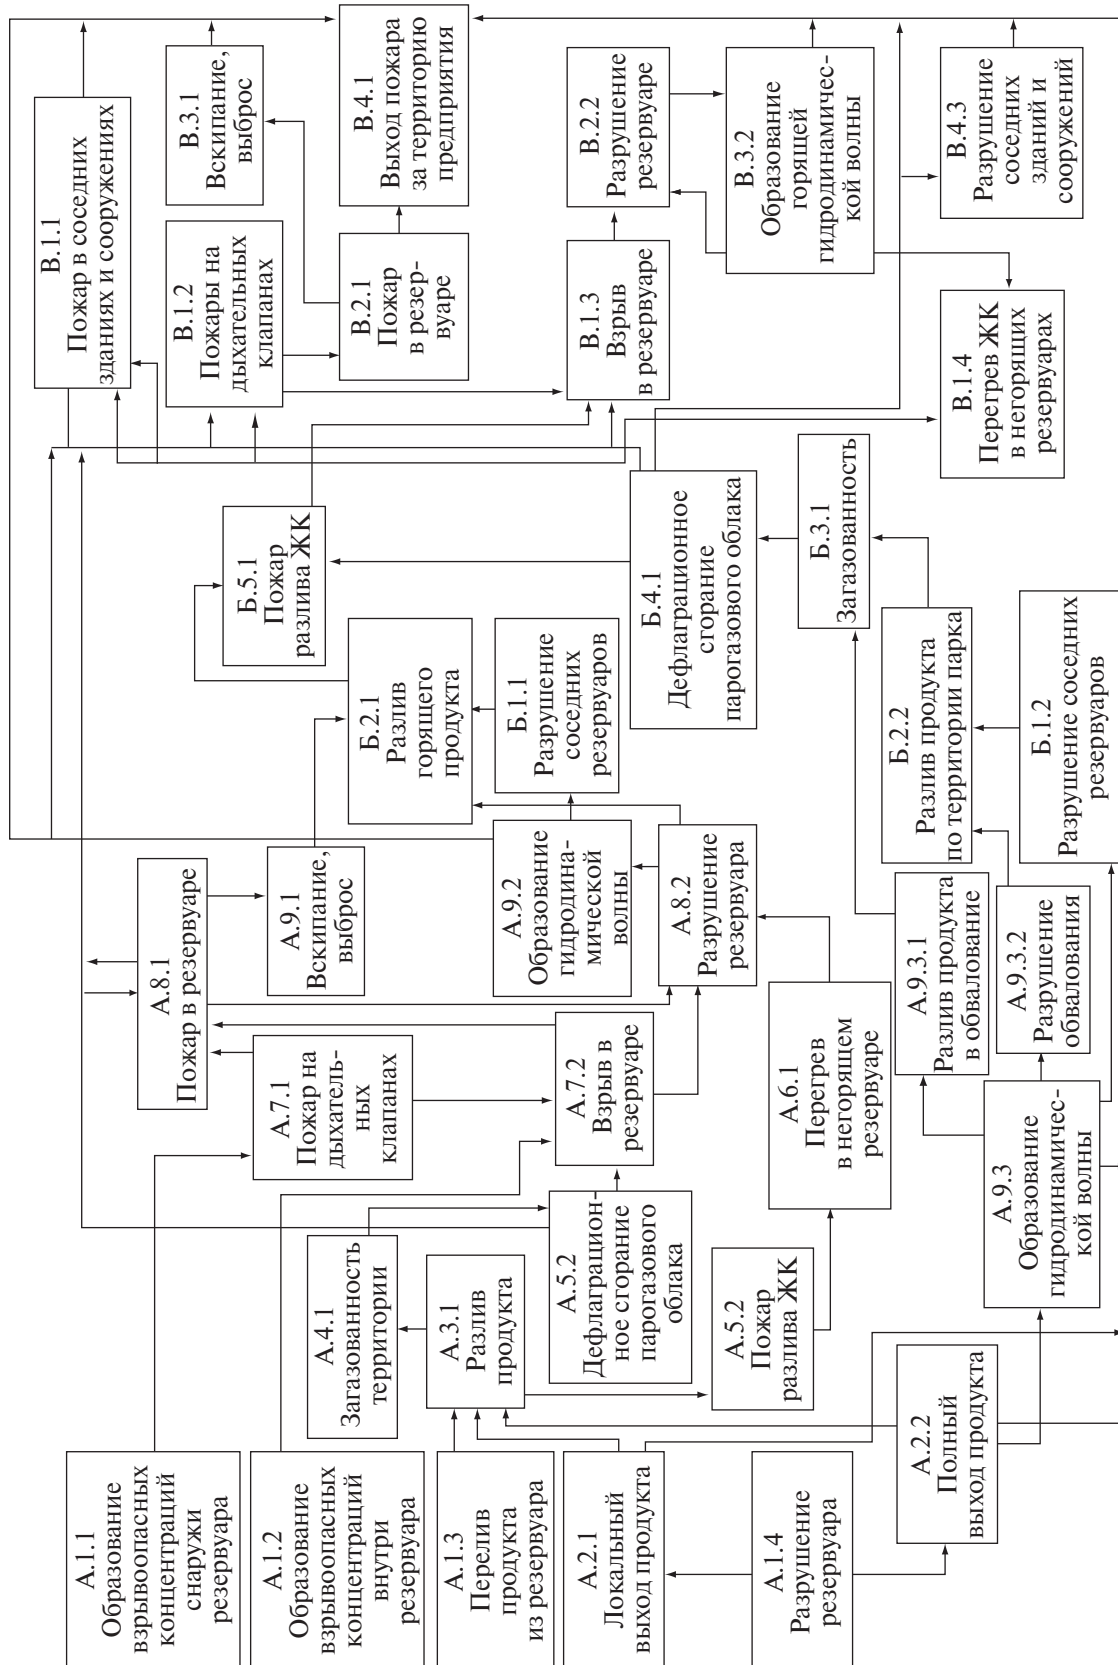 А.1.1
Образование
взрывоопасных
концентраций
снаружи
резервуара
А.1.2
Образование
взрывоопасных
концентраций
внутри
резервуара
А.1.3
Перелив
продукта
из резервуара
А.2.1
Локальный
выход продукта
А.1.4
Разрушение
резервуара
А.2.2
Полный
выход продукта
А.4.1
Загазованность
территории
А.3.1
Разлив
продукта
А.5.2
Дефлаграцион-
ное сгорание
парогазового
облака
А.5.2
Пожар
разлива ЖК
А.9.3
Образование
гидродинамичес-
кой волны
А.7.1
Пожар на
дыхатель-
ных
клапанах
А.7.2
Взрыв в
резервуаре
А.6.1
Перегрев
в негорящем
резервуаре
А.8.1
Пожар в резервуаре
А.9.1
Вскипание,
выброс
А.9.2
Образование
гидродина-
мической
волны
А.8.2
Разрушение
резервуара
А.9.3.1
Разлив продукта
в обвалование
А.9.3.2
Разрушение
обвалования
Б.2.1
Разлив
горящего
продукта
Б.1.1
Разрушение
соседних
резервуаров
Б.2.2
Разлив продукта
по территории парка
Б.1.2
Разрушение соседних
резервуаров
Б.5.1
Пожар
разлива ЖК
Б.4.1
Дефлаграционное
сгорание
парогазового облака
Б.3.1
Загазованность
В.1.1
Пожар в соседних
зданиях и сооружениях
В.1.2
Пожары на
дыхательных
клапанах
В.2.1
Пожар
в резер-
вуаре
В.1.3
Взрыв
в резервуаре
В.1.4
Перегрев ЖК
в негорящих
резервуарах
В.3.1
Вскипание,
выброс
В.4.1
Выход пожара
за территорию
предприятия
В.2.2
Разрушение
резервуаре
В.3.2
Образование
горящей
гидродинамичес-
кой волны
В.4.3
Разрушение
соседних
зданий и
сооружений